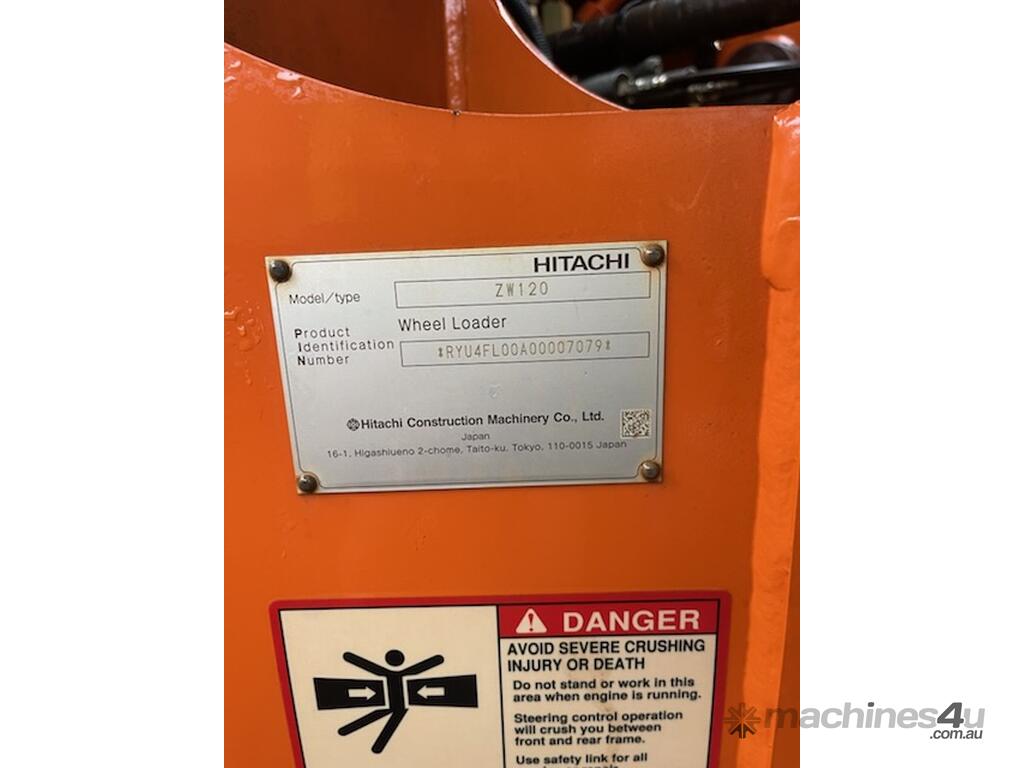 HITACHI
Model/type ZW120
Product Identification Number
Wheel Loader
*RYU4FL00A00007079*
Hitachi Construction Machinery Co., Ltd.
Japan
16-1, Higashiueno 2-chome, Taito-ku, Tokyo, 110-0015 Japan
DANGER
AVOID SEVERE CRUSHING
INJURY OR DEATH
Do not stand or work in this
area when engine is running.
Steering control operation
will crush you between
front and rear frame.
Use safety link for all
machines4u
.com.au